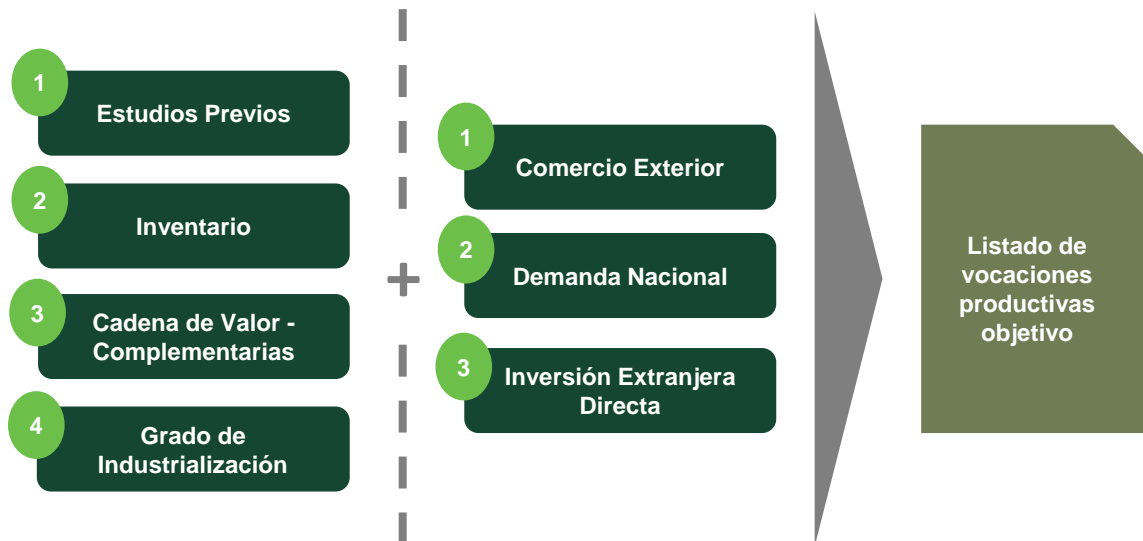 1
Estudios Previos
2
Inventario
3
Cadena de Valor -
Complementarias
4
Grado de
Industrialización
+
1
Comercio Exterior
2
Demanda Nacional
3
Inversión Extranjera
Directa
Listado de
vocaciones
productivas
objetivo